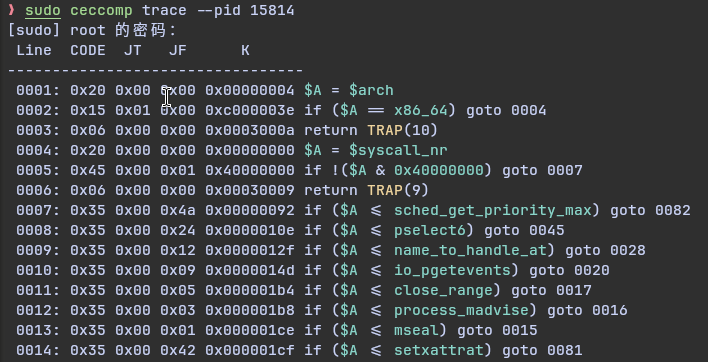 ❯ sudo ceccomp trace --pid 15814
[sudo] root 的密码：
 Line  CODE  JT   JF      K
---------------------------------
 0001: 0x20 0x00 0x00 0x00000004 $A = $arch
 0002: 0x15 0x01 0x00 0xc000003e if ($A == x86_64) goto 0004
 0003: 0x06 0x00 0x00 0x0003000a return TRAP(10)
 0004: 0x20 0x00 0x00 0x00000000 $A = $syscall_nr
 0005: 0x45 0x00 0x01 0x40000000 if !($A & 0x40000000) goto 0007
 0006: 0x06 0x00 0x00 0x00030009 return TRAP(9)
 0007: 0x35 0x00 0x4a 0x00000092 if ($A <= sched_get_priority_max) goto 0082
 0008: 0x35 0x00 0x24 0x0000010e if ($A <= pselect6) goto 0045
 0009: 0x35 0x00 0x12 0x0000012f if ($A <= name_to_handle_at) goto 0028
 0010: 0x35 0x00 0x09 0x0000014d if ($A <= io_pgetevents) goto 0020
 0011: 0x35 0x00 0x05 0x000001b4 if ($A <= close_range) goto 0017
 0012: 0x35 0x00 0x03 0x000001b8 if ($A <= process_madvise) goto 0016
 0013: 0x35 0x00 0x01 0x000001ce if ($A <= mseal) goto 0015
 0014: 0x35 0x00 0x42 0x000001cf if ($A <= setxattrat) goto 0081